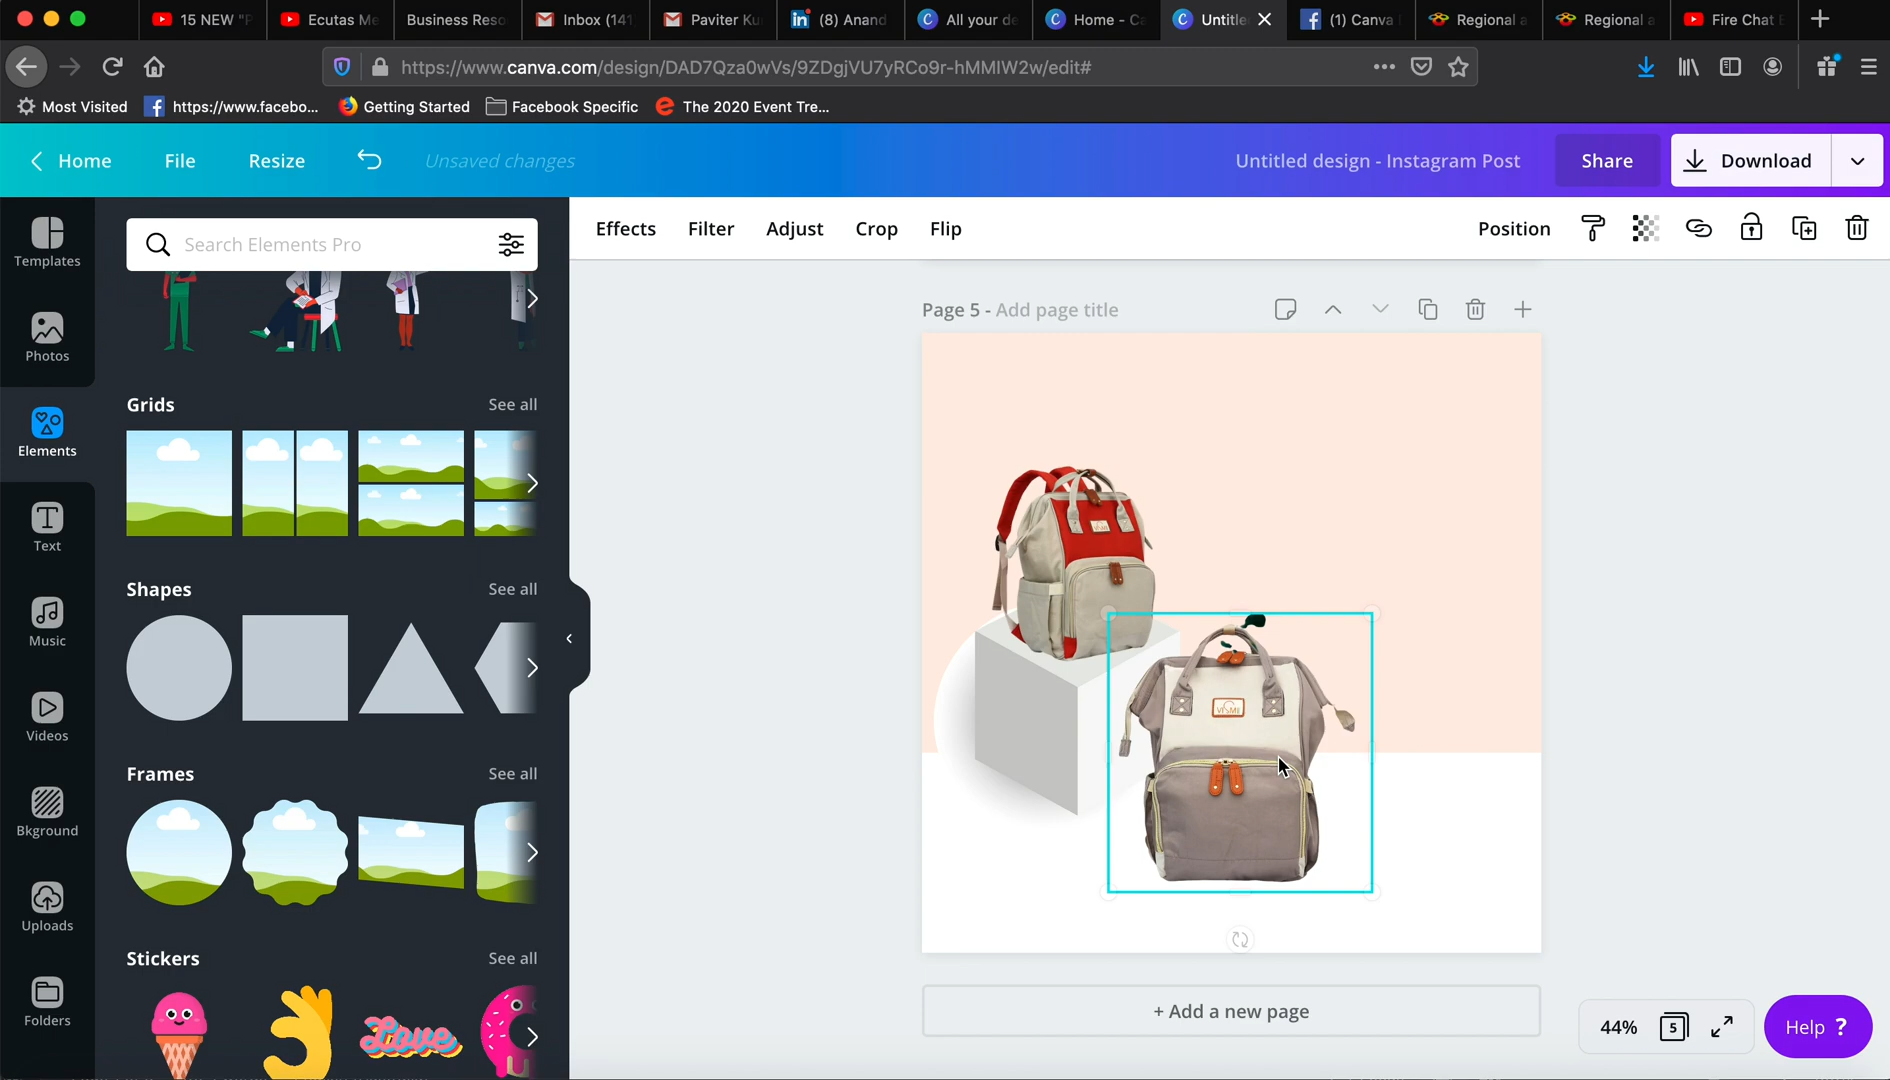 15 NEW "P
Ecutas Me
Business Reso
Inbox (141
Paviter Ku
(8) Anand
All your de
Home - Ca
Untitle
(1) Canva
Regional a
Regional a
Fire Chat E
https://www.canva.com/design/DAD7Qza0wVs/9ZDgjVU7yRCo9r-hMMIW2w/edit#
Most Visited
https://www.facebo...
Getting Started
Facebook Specific
The 2020 Event Tre...
Home
File
Resize
Unsaved changes
Untitled design - Instagram Post
Share
Download
Templates
Photos
Elements
Text
Music
Videos
Bkground
Uploads
Folders
Search Elements Pro
Grids
See all
Shapes
See all
Frames
See all
Stickers
See all
Love
Effects
Filter
Adjust
Crop
Flip
Position
Page 5 - Add page title
+ Add a new page
44%
5
Help ?